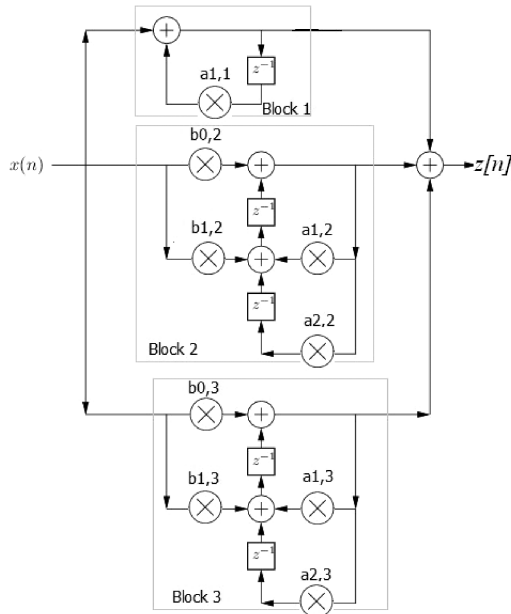 z⁻¹
a1,1
Block 1
b0,2
x(n)
z[n]
z⁻¹
b1,2
a1,2
z⁻¹
a2,2
Block 2
b0,3
z⁻¹
b1,3
a1,3
z⁻¹
a2,3
Block 3